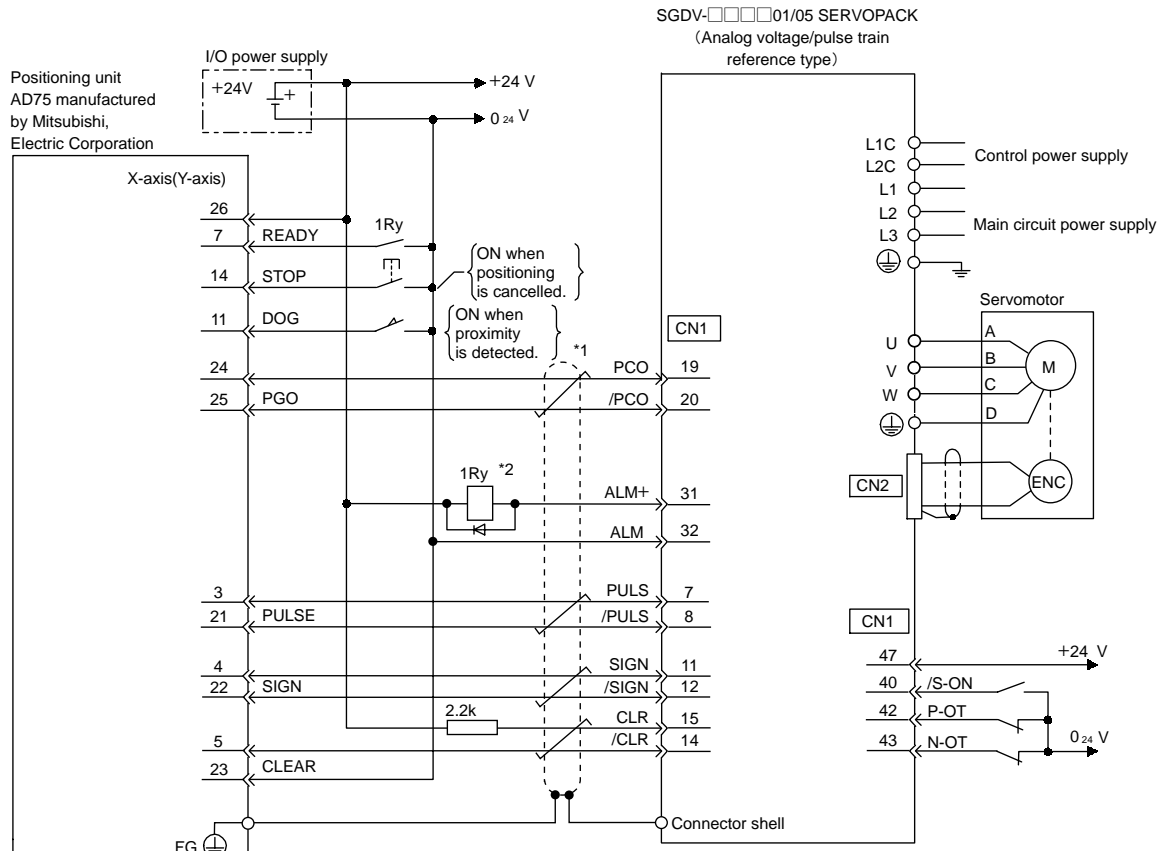 SGDV-□□□□01/05 SERVOPACK
(Analog voltage/pulse train
reference type)
I/O power supply
+24V
+
+24 V
0 24 V
Positioning unit
AD75 manufactured
by Mitsubishi,
Electric Corporation
X-axis(Y-axis)
26
7
READY
1Ry
14
STOP
ON when
positioning
is cancelled.
11
DOG
ON when
proximity
is detected.
*1
24
PCO
19
25
PGO
/PCO
20
1Ry
*2
ALM+
31
ALM
32
3
PULS
7
21
PULSE
/PULS
8
4
SIGN
11
22
SIGN
/SIGN
12
2.2k
CLR
15
5
/CLR
14
23
CLEAR
Connector shell
FG
CN1
L1C
L2C
Control power supply
L1
L2
L3
Main circuit power supply
Servomotor
U
A
V
B
W
C
D
M
CN2
ENC
CN1
47
+24 V
40
/S-ON
42
P-OT
43
N-OT
0 24 V